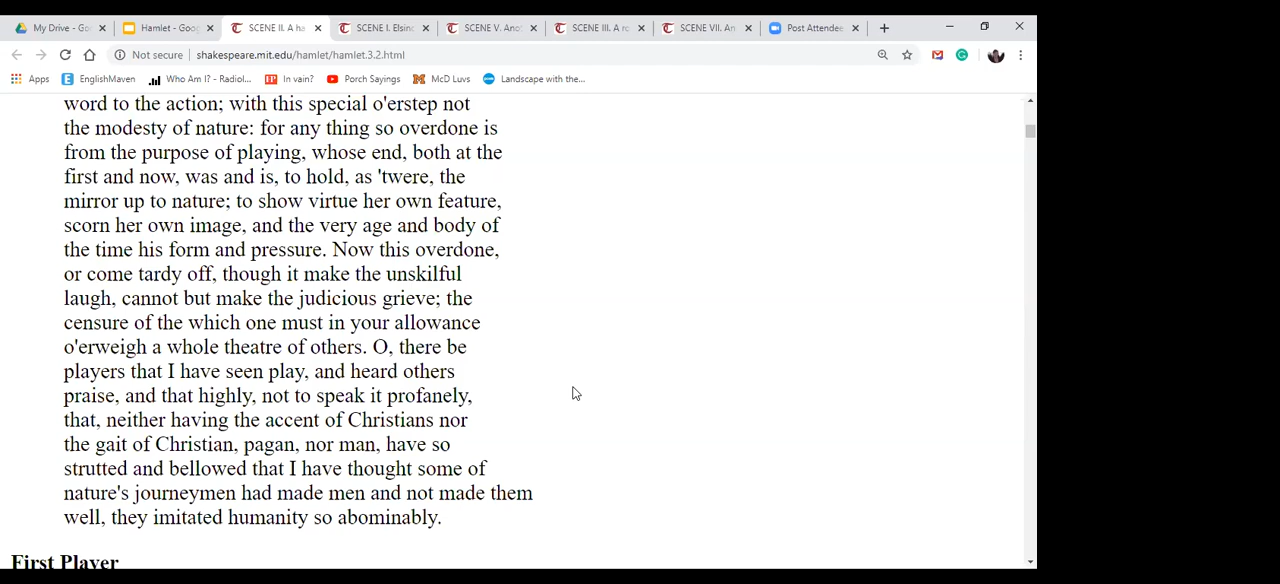 My Drive - Goo
Hamlet - Goog
SCENE II. A ha
SCENE I. Elsino
SCENE V. Ano
SCENE III. A ro
SCENE VII. An
Post Attendee
Not secure | shakespeare.mit.edu/hamlet/hamlet.3.2.html
Apps
EnglishMaven
Who Am I? - Radiol...
In vain?
Porch Sayings
McD Luvs
Landscape with the...
word to the action; with this special o'erstep not
the modesty of nature: for any thing so overdone is
from the purpose of playing, whose end, both at the
first and now, was and is, to hold, as 'twere, the
mirror up to nature; to show virtue her own feature,
scorn her own image, and the very age and body of
the time his form and pressure. Now this overdone,
or come tardy off, though it make the unskilful
laugh, cannot but make the judicious grieve; the
censure of the which one must in your allowance
o'erweigh a whole theatre of others. O, there be
players that I have seen play, and heard others
praise, and that highly, not to speak it profanely,
that, neither having the accent of Christians nor
the gait of Christian, pagan, nor man, have so
strutted and bellowed that I have thought some of
nature's journeymen had made men and not made them
well, they imitated humanity so abominably.
First Player